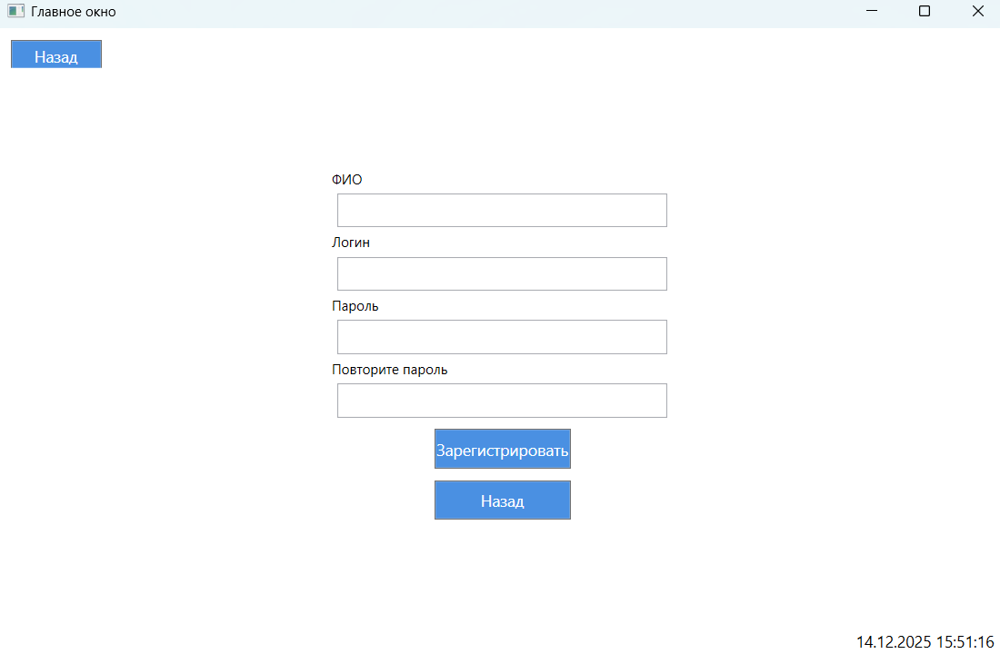 Главное окно
Назад
ФИО
Логин
Пароль
Повторите пароль
Зарегистрировать
Назад
14.12.2025 15:51:16